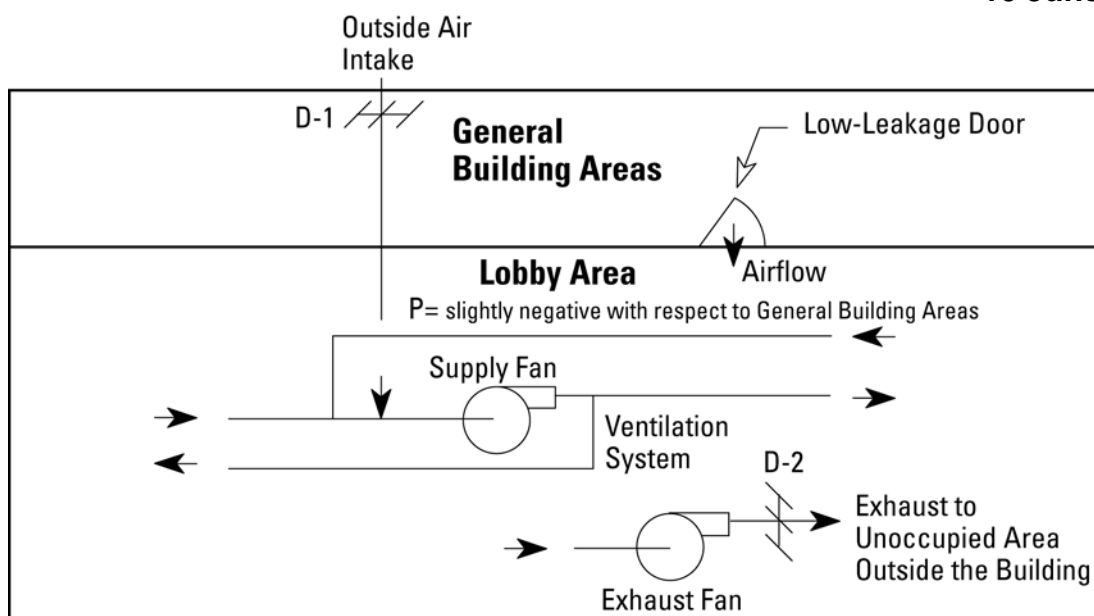 Outside Air
Intake
D-1
General
Building Areas
Low-Leakage Door
Lobby Area
Airflow
P= slightly negative with respect to General Building Areas
Supply Fan
Ventilation
System
D-2
Exhaust to
Unoccupied Area
Outside the Building
Exhaust Fan